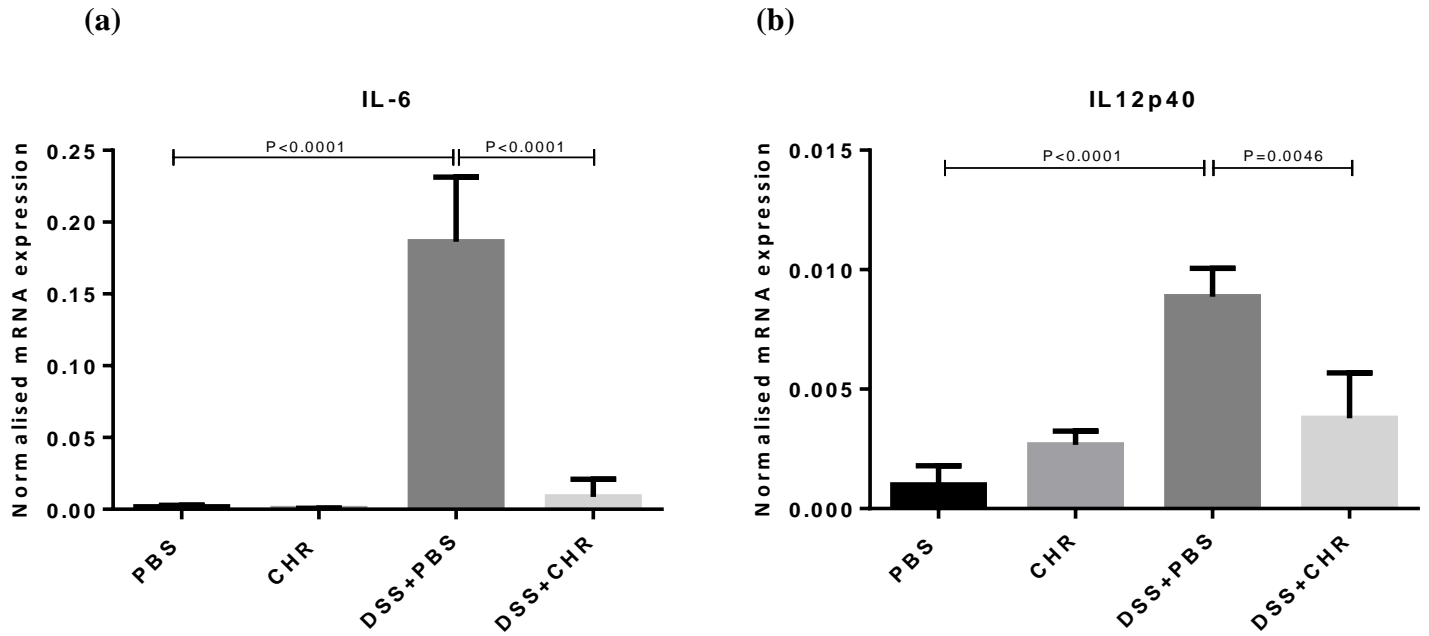 (a)
IL-6
Normalised mRNA expression
0.25
0.20
0.15
0.10
0.05
0.00
P<0.0001
P<0.0001
PBS
CHR
DSS+PBS
DSS+CHR
(b)
IL12p40
Normalised mRNA expression
0.015
0.010
0.005
0.000
P<0.0001
P=0.0046
PBS
CHR
DSS+PBS
DSS+CHR